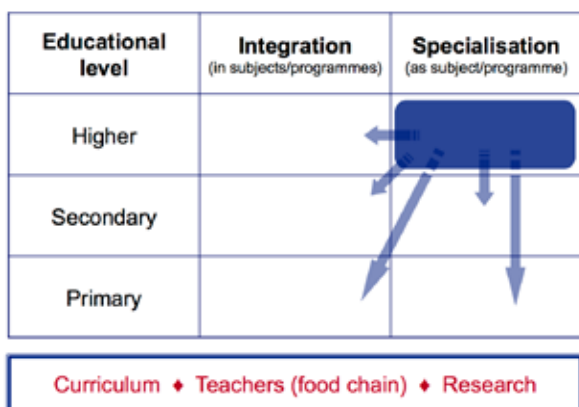 Educational level
Integration
(in subjects/programmes)
Specialisation
(as subject/programme)
Higher
Secondary
Primary
Curriculum ♦ Teachers (food chain) ♦ Research